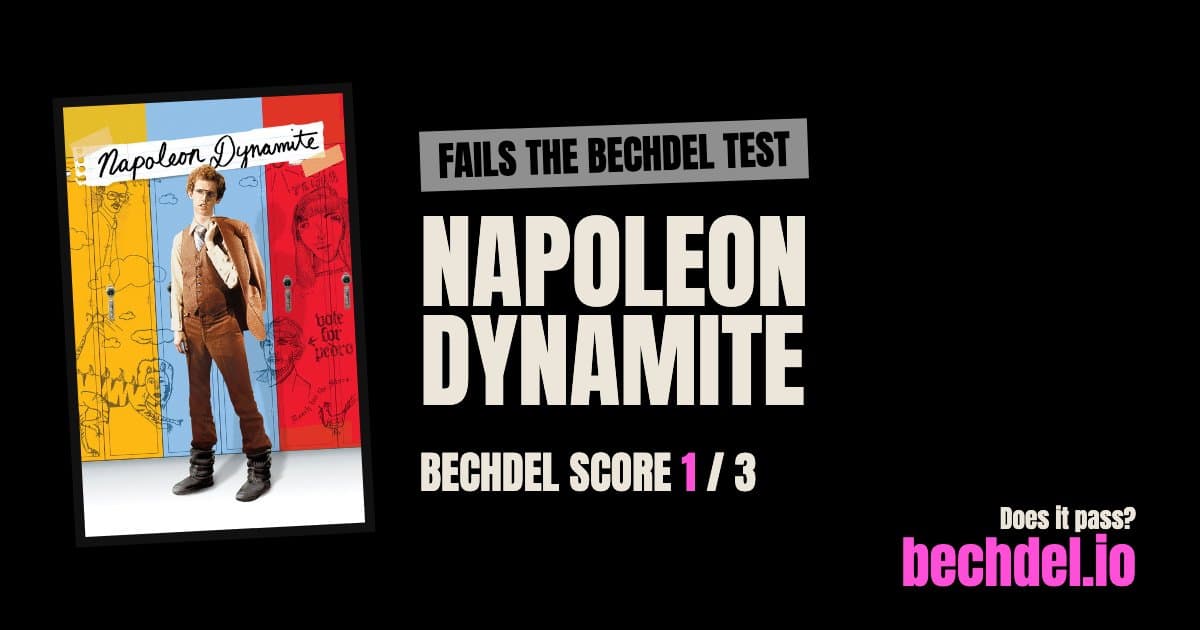 Napoleon Dynamite
vote
for
pedro
FAILS THE BECHDEL TEST
NAPOLEON
DYNAMITE
BECHDEL SCORE 1 / 3
Does it pass?
bechdel.io